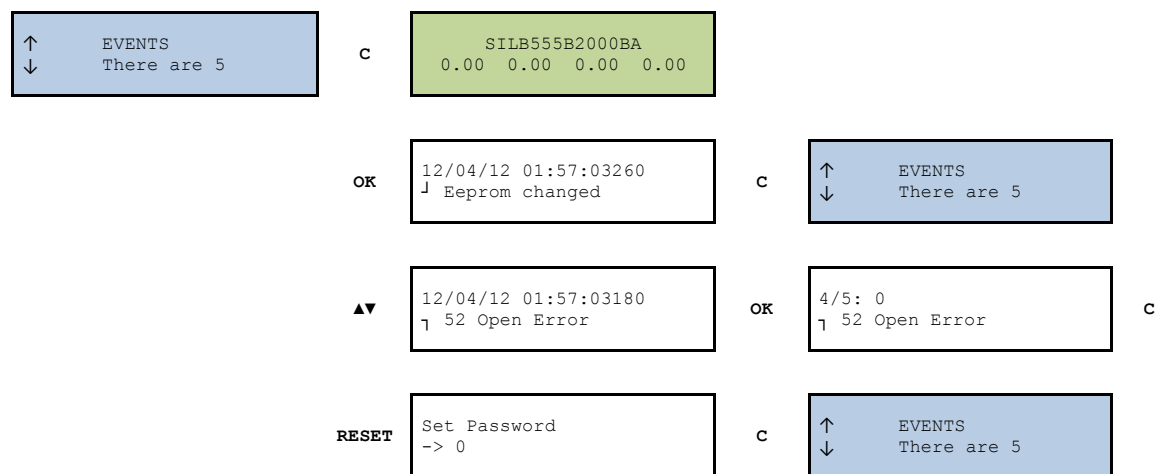 ↑ EVENTS
↓ There are 5
C
SILB555B2000BA
0.00 0.00 0.00 0.00
OK
12/04/12 01:57:03260
┘ Eeprom changed
C
↑ EVENTS
↓ There are 5
▲▼
12/04/12 01:57:03180
┐ 52 Open Error
OK
4/5: 0
┐ 52 Open Error
C
RESET
Set Password
-> 0
C
↑ EVENTS
↓ There are 5